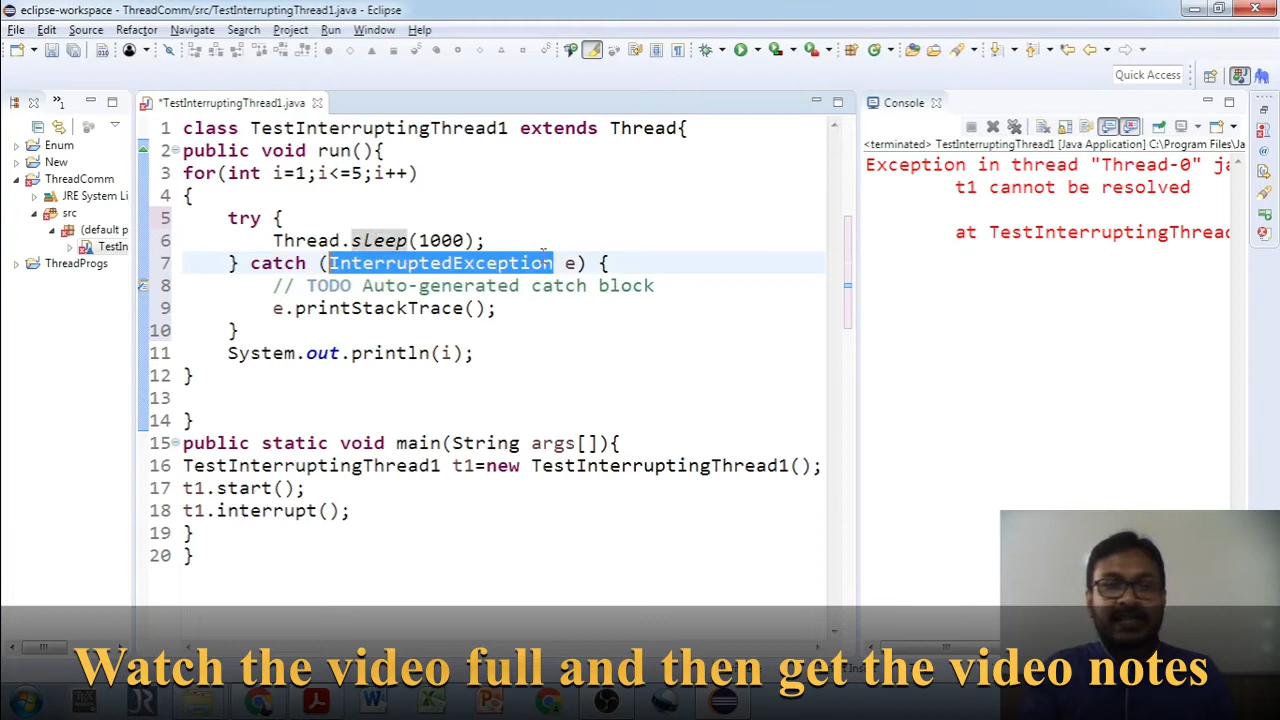 eclipse-workspace - ThreadComm/src/TestInterruptingThread1.java - Eclipse
File Edit Source Refactor Navigate Search Project Run Window Help
Quick Access
*TestInterruptingThread1.java
Console
Enum
New
ThreadComm
JRE System Li
src
(default p
TestIn
ThreadProgs
1 class TestInterruptingThread1 extends Thread{
2 public void run(){
3 for(int i=1;i<=5;i++)
4 {
5 try {
6 Thread.sleep(1000);
7 } catch (InterruptedException e) {
8 // TODO Auto-generated catch block
9 e.printStackTrace();
10 }
11 System.out.println(i);
12 }
13
14 }
15 public static void main(String args[]){
16 TestInterruptingThread1 t1=new TestInterruptingThread1();
17 t1.start();
18 t1.interrupt();
19 }
20 }
<terminated> TestInterruptingThread1 [Java Application] C:\Program Files\Ja
Exception in thread "Thread-0" ja
t1 cannot be resolved
at TestInterruptingThread
Watch the video full and then get the video notes